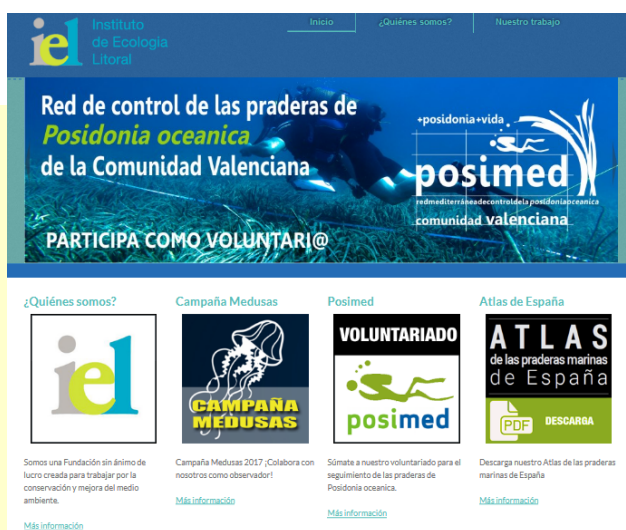 iel
Instituto
de Ecología
Litoral
Inicio
¿Quiénes somos?
Nuestro trabajo
Red de control de las praderas de
Posidonia oceanica
de la Comunidad Valenciana
PARTICIPA COMO VOLUNTARI@
+posidonia+vida
posimed
redmediterráneadecontroldelaposidoniaoceanica
comunidad valenciana
¿Quiénes somos?
iel
Somos una Fundación sin ánimo de
lucro creada para trabajar por la
conservación y mejora del medio
ambiente.
Más información
Campaña Medusas
CAMPAÑA
MEDUSAS
Campaña Medusas 2017 ¡Colabora con
nosotros como observador!
Más información
Posimed
VOLUNTARIADO
posimed
Súmate a nuestro voluntariado para el
seguimiento de las praderas de
Posidonia oceanica.
Más información
Atlas de España
ATLAS
de las praderas marinas
de España
PDF
DESCARGA
Descarga nuestro Atlas de las praderas
marinas de España
Más información